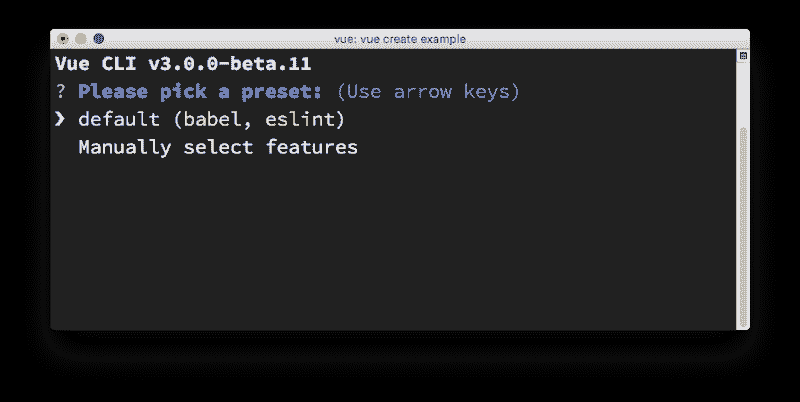 vue: vue create example
Vue CLI v3.0.0-beta.11
? Please pick a preset: (Use arrow keys)
❯ default (babel, eslint)
Manually select features